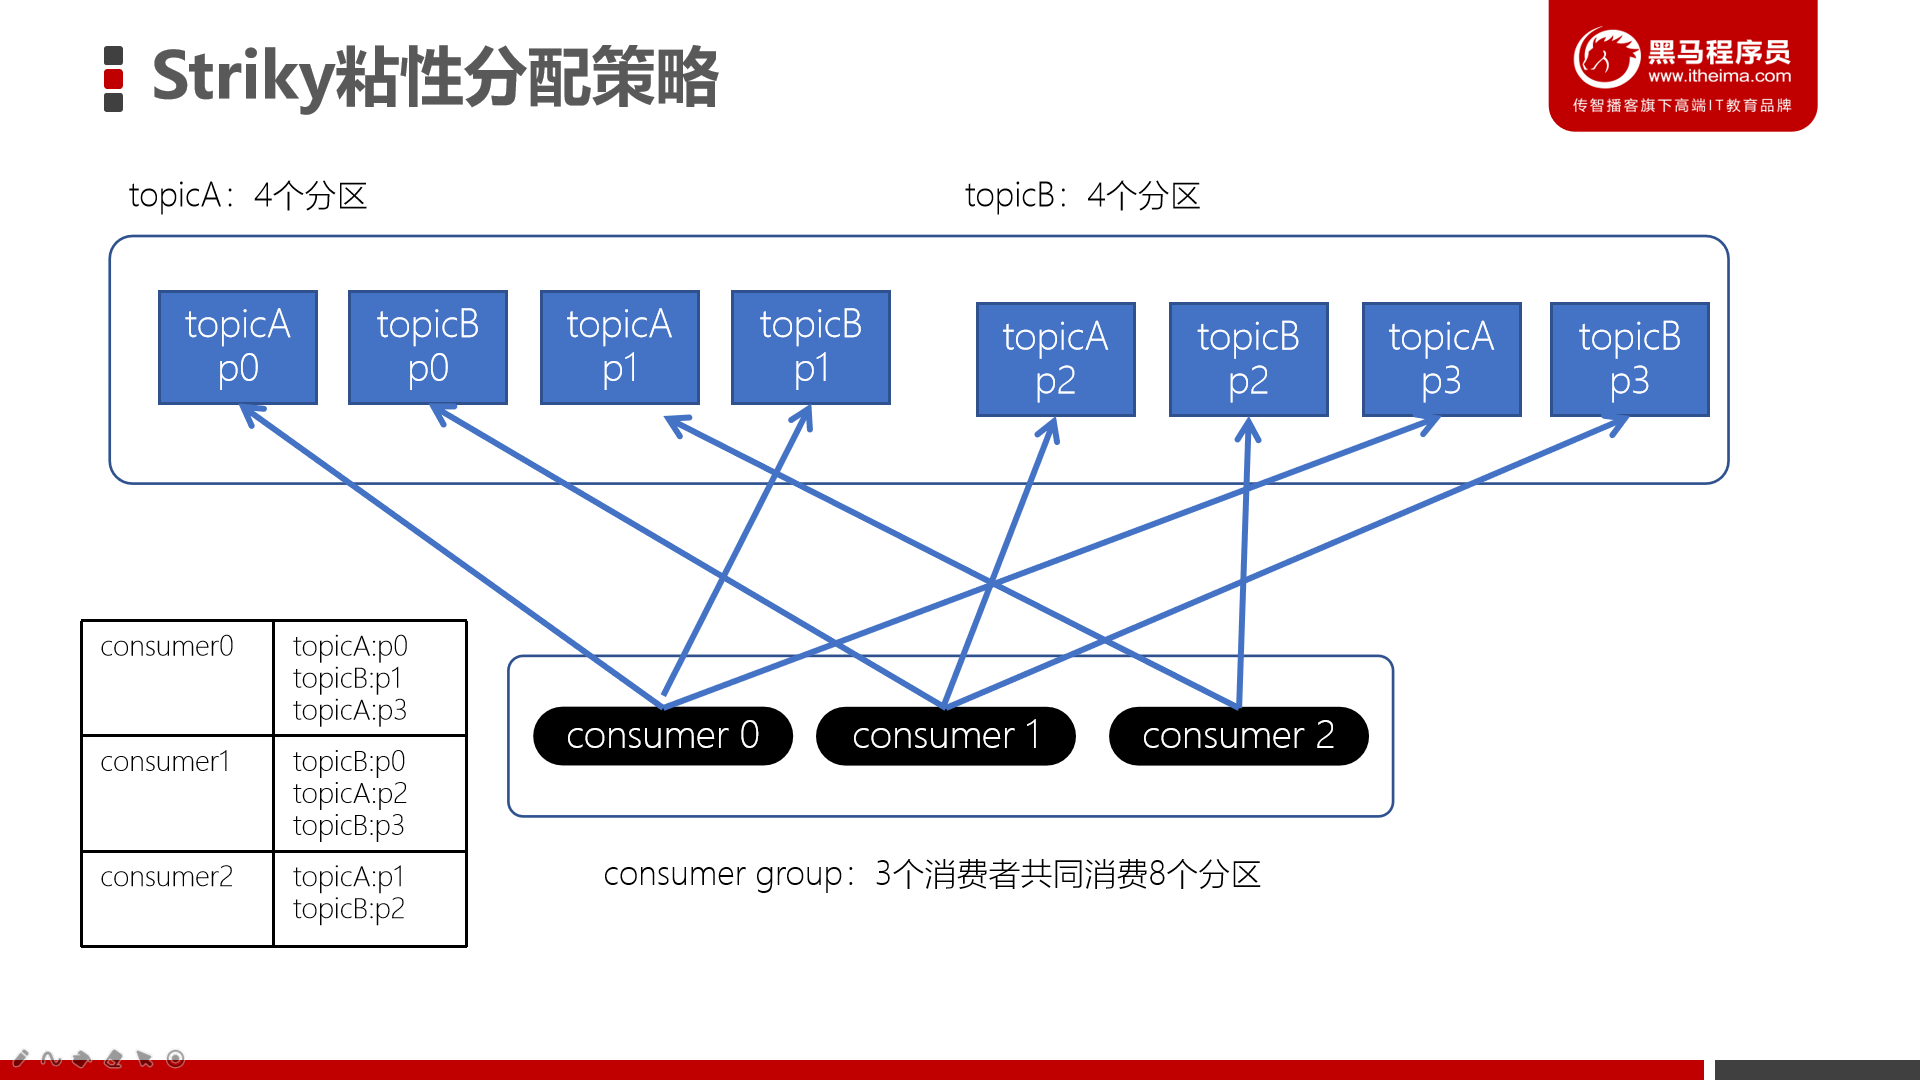 Striky粘性分配策略
黑马程序员
www.itheima.com
传智播客旗下高端IT教育品牌
topicA：4个分区
topicB：4个分区
topicA
p0
topicB
p0
topicA
p1
topicB
p1
topicA
p2
topicB
p2
topicA
p3
topicB
p3
consumer0
topicA:p0
topicB:p1
topicA:p3
consumer1
topicB:p0
topicA:p2
topicB:p3
consumer2
topicA:p1
topicB:p2
consumer 0
consumer 1
consumer 2
consumer group：3个消费者共同消费8个分区